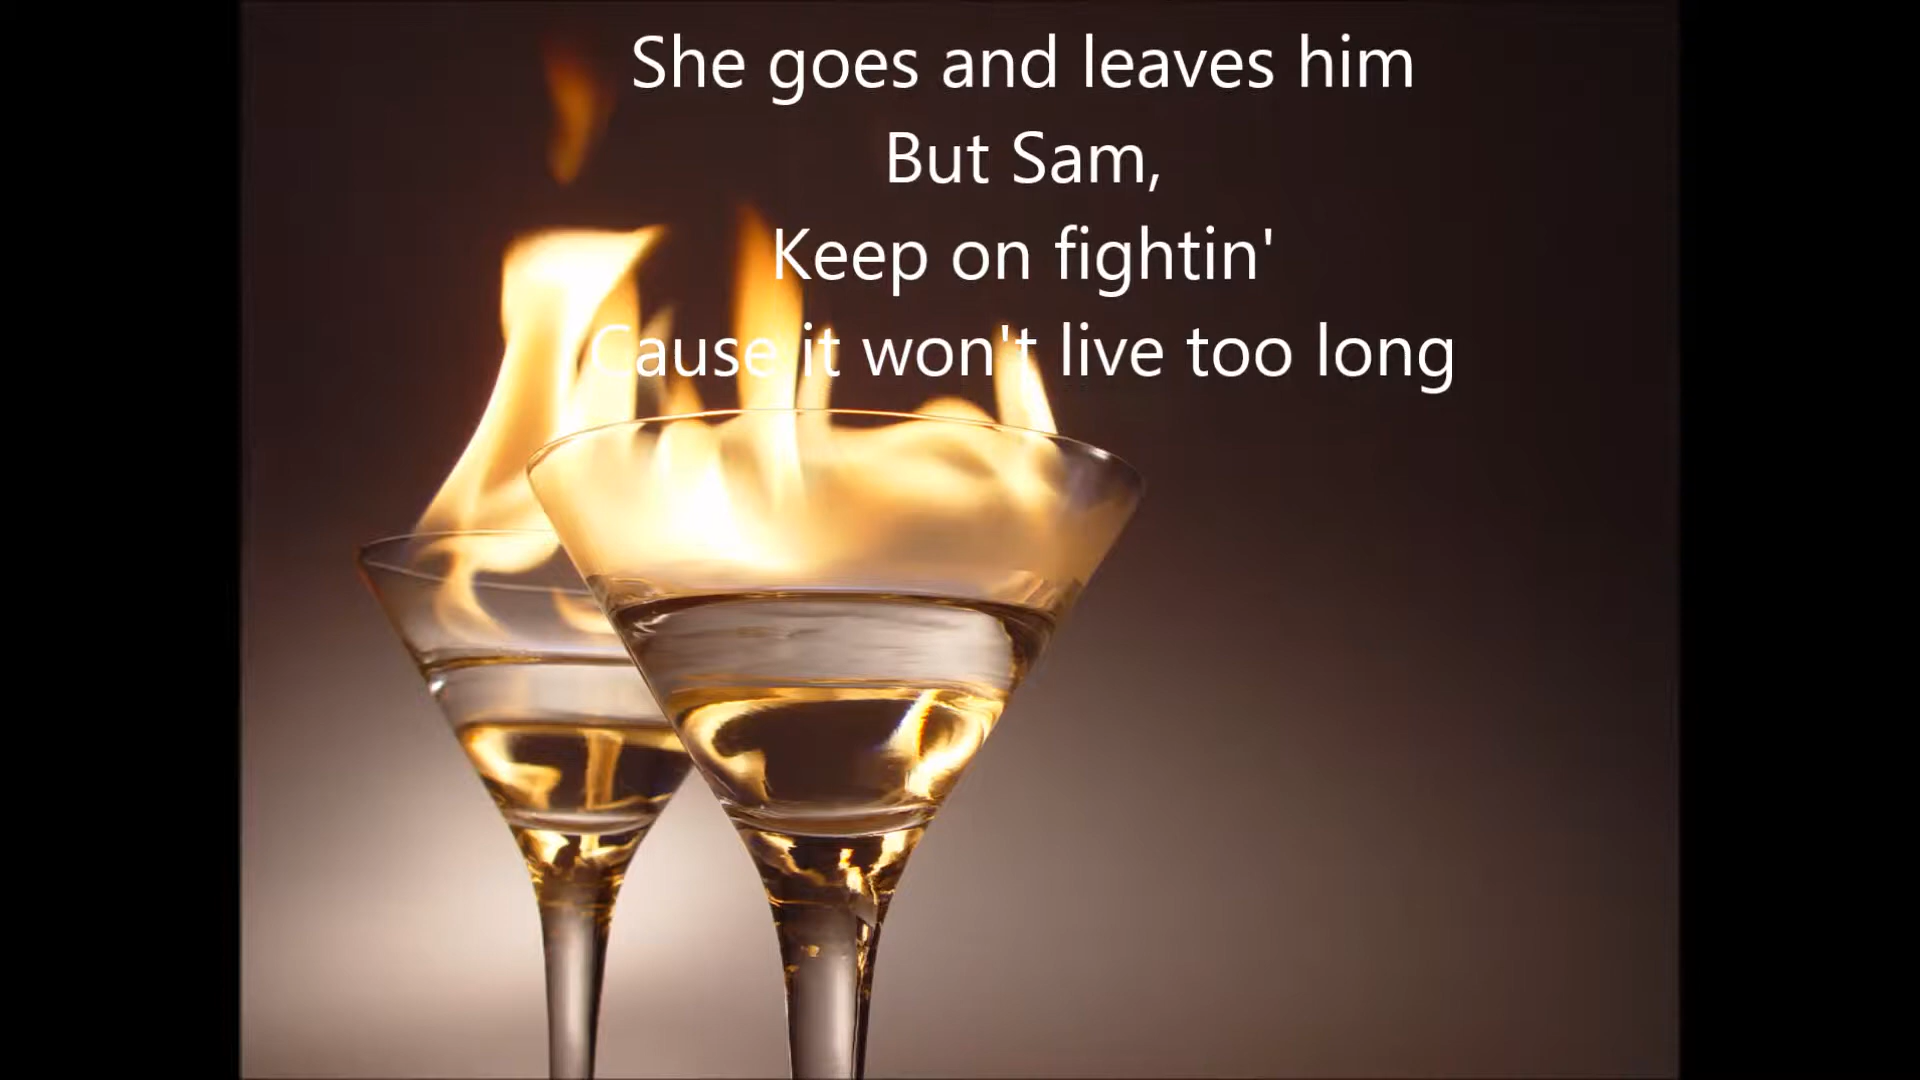 She goes and leaves him
But Sam,
Keep on fightin'
Cause it won't live too long